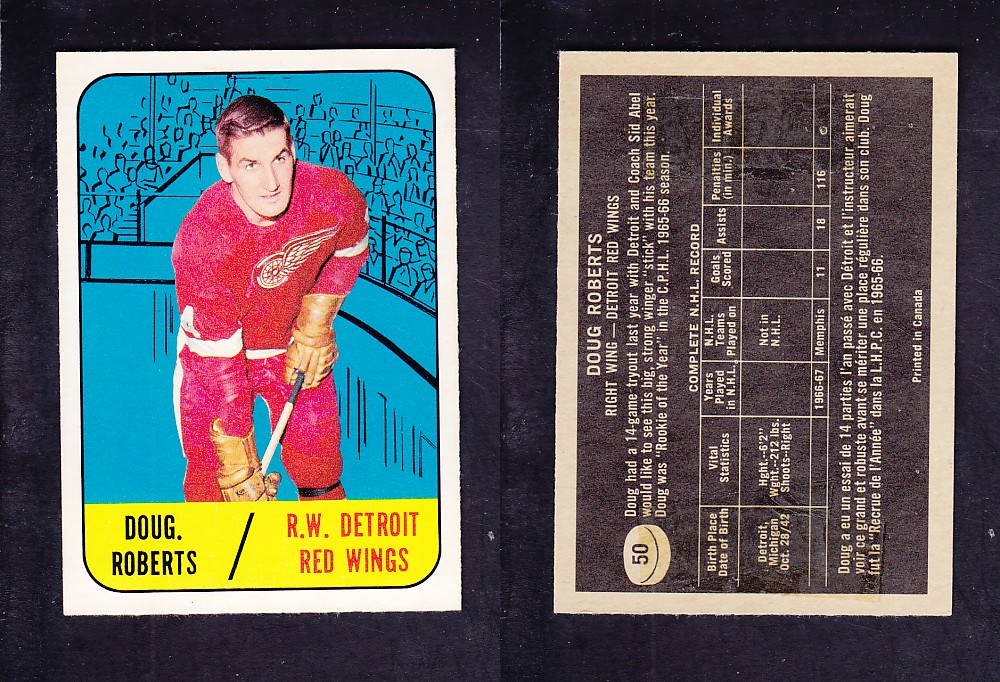 DOUG.
ROBERTS
/
R.W. DETROIT
RED WINGS
50
DOUG ROBERTS
RIGHT WING — DETROIT RED WINGS
Doug had a 14-game tryout last year with Detroit and Coach Sid Abel
would like to see this big, strong winger "stick" with his team this year.
Doug was "Rookie of the Year" in the C.P.H.L. 1965-66 season.
COMPLETE N.H.L. RECORD
Birth Place
Date of Birth
Vital
Statistics
Years
Played
in N.H.L.
N.H.L.
Teams
Played on
Goals
Scored
Assists
Penalties
(in min.)
Individual
Awards
Detroit,
Michigan
Oct. 28/42
Hght.–6'2"
Wght–212 lbs.
Shoots–Right
Not in
N.H.L.
1966-67 Memphis 11 18 116
Doug a eu un essai de 14 parties l'an passé avec Détroit et l'instructeur aimerait
voir ce grand et robuste avant se mériter une place régulière dans son club. Doug
fut la "Recrue de l'Année" dans la L.H.P.C. en 1965-66.
Printed in Canada